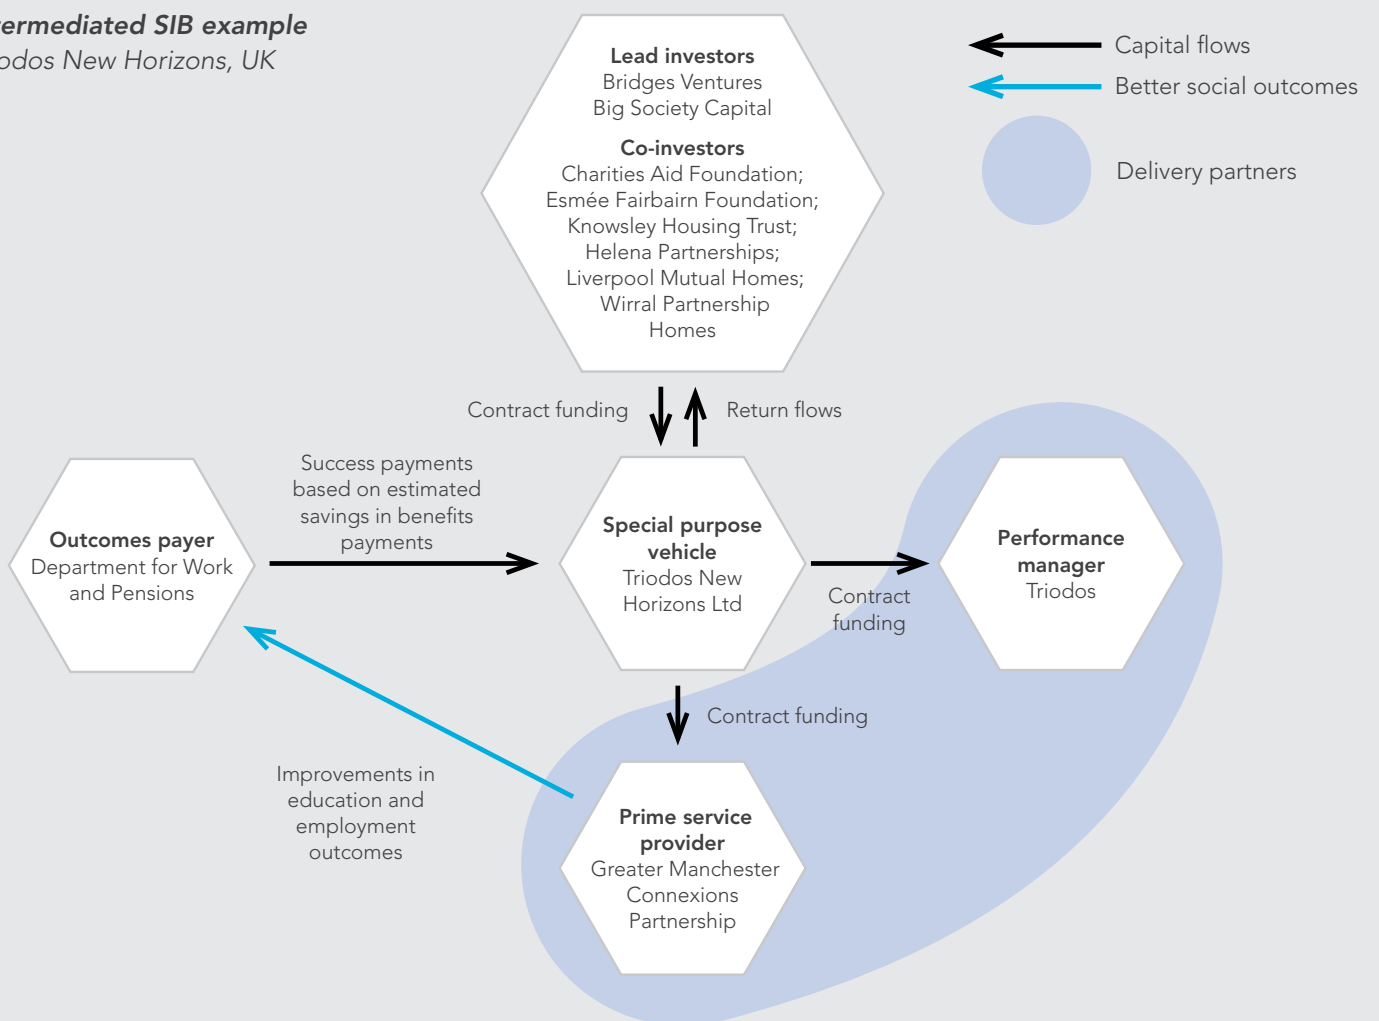 termediated SIB example
odos New Horizons, UK
Capital flows
Better social outcomes
Delivery partners
Lead investors
Bridges Ventures
Big Society Capital
Co-investors
Charities Aid Foundation;
Esmée Fairbairn Foundation;
Knowsley Housing Trust;
Helena Partnerships;
Liverpool Mutual Homes;
Wirral Partnership
Homes
Contract funding
Return flows
Success payments
based on estimated
savings in benefits
payments
Outcomes payer
Department for Work
and Pensions
Special purpose
vehicle
Triodos New
Horizons Ltd
Contract
funding
Performance
manager
Triodos
Contract funding
Improvements in
education and
employment
outcomes
Prime service
provider
Greater Manchester
Connexions
Partnership